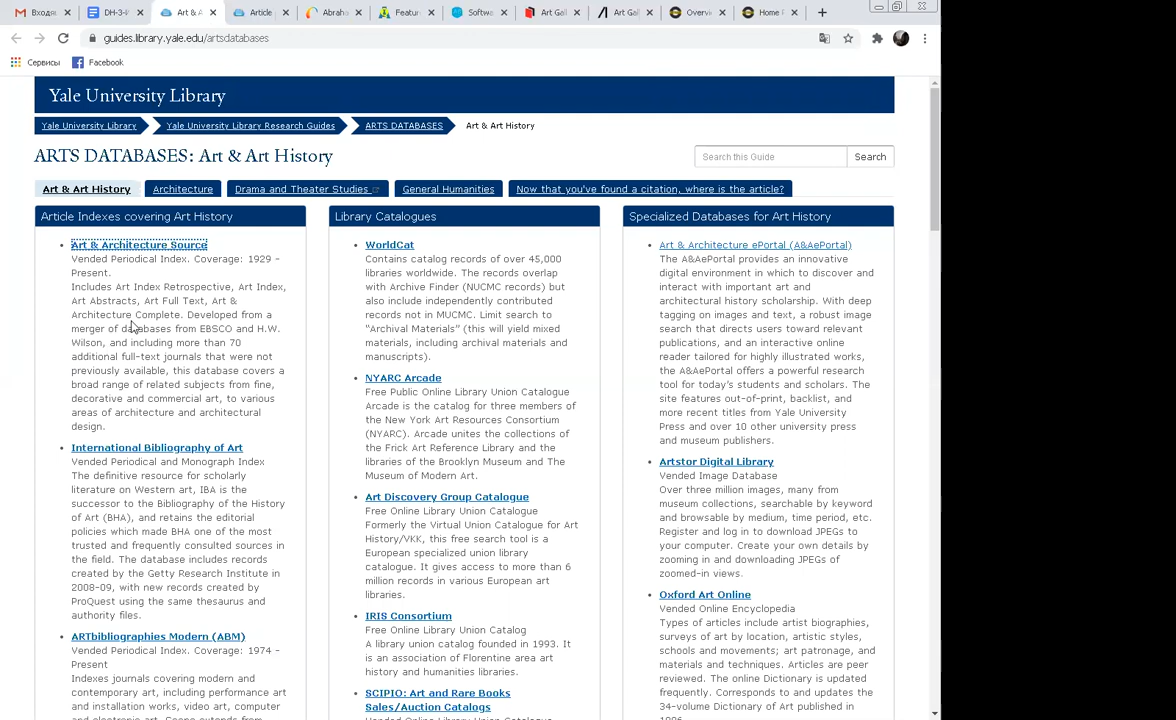 Входящ
DH-3-И
Art & A
Article
Abraha
Featur
Softwa
Art Gal
Art Gal
Overvi
Home P
guides.library.yale.edu/artsdatabases
Сервисы
Facebook
Yale University Library
Yale University Library
Yale University Library Research Guides
ARTS DATABASES
Art & Art History
ARTS DATABASES: Art & Art History
Search this Guide
Search
Art & Art History
Architecture
Drama and Theater Studies
General Humanities
Now that you've found a citation, where is the article?
Article Indexes covering Art History
Art & Architecture Source
Vended Periodical Index. Coverage: 1929 -
Present.
Includes Art Index Retrospective, Art Index,
Art Abstracts, Art Full Text, Art &
Architecture Complete. Developed from a
merger of databases from EBSCO and H.W.
Wilson, and including more than 70
additional full-text journals that were not
previously available, this database covers a
broad range of related subjects from fine,
decorative and commercial art, to various
areas of architecture and architectural
design.
International Bibliography of Art
Vended Periodical and Monograph Index
The definitive resource for scholarly
literature on Western art, IBA is the
successor to the Bibliography of the History
of Art (BHA), and retains the editorial
policies which made BHA one of the most
trusted and frequently consulted sources in
the field. The database includes records
created by the Getty Research Institute in
2008-09, with new records created by
ProQuest using the same thesaurus and
authority files.
ARTbibliographies Modern (ABM)
Vended Periodical Index. Coverage: 1974 -
Present
Indexes journals covering modern and
contemporary art, including performance art
and installation works, video art, computer
Library Catalogues
WorldCat
Contains catalog records of over 45,000
libraries worldwide. The records overlap
with Archive Finder (NUCMC records) but
also include independently contributed
records not in MUCMC. Limit search to
"Archival Materials" (this will yield mixed
materials, including archival materials and
manuscripts).
NYARC Arcade
Free Public Online Library Union Catalogue
Arcade is the catalog for three members of
the New York Art Resources Consortium
(NYARC). Arcade unites the collections of
the Frick Art Reference Library and the
libraries of the Brooklyn Museum and The
Museum of Modern Art.
Art Discovery Group Catalogue
Free Online Library Union Catalogue
Formerly the Virtual Union Catalogue for Art
History/VKK, this free search tool is a
European specialized union library
catalogue. It gives access to more than 6
million records in various European art
libraries.
IRIS Consortium
Free Online Library Union Catalog
A library union catalog founded in 1993. It
is an association of Florentine area art
history and humanities libraries.
SCIPIO: Art and Rare Books
Sales/Auction Catalogs
Specialized Databases for Art History
Art & Architecture ePortal (A&AePortal)
The A&AePortal provides an innovative
digital environment in which to discover and
interact with important art and
architectural history scholarship. With deep
tagging on images and text, a robust image
search that directs users toward relevant
publications, and an interactive online
reader tailored for highly illustrated works,
the A&AePortal offers a powerful research
tool for today's students and scholars. The
site features out-of-print, backlist, and
more recent titles from Yale University
Press and over 10 other university press
and museum publishers.
Artstor Digital Library
Vended Image Database
Over three million images, many from
museum collections, searchable by keyword
and browsable by medium, time period, etc.
Register and log in to download JPEGs to
your computer. Create your own details by
zooming in and downloading JPEGs of
zoomed-in views.
Oxford Art Online
Vended Online Encyclopedia
Types of articles include artist biographies,
surveys of art by location, artistic styles,
schools and movements; art patronage, and
materials and techniques. Articles are peer
reviewed. The online Dictionary is updated
frequently. Corresponds to and updates the
34-volume Dictionary of Art published in